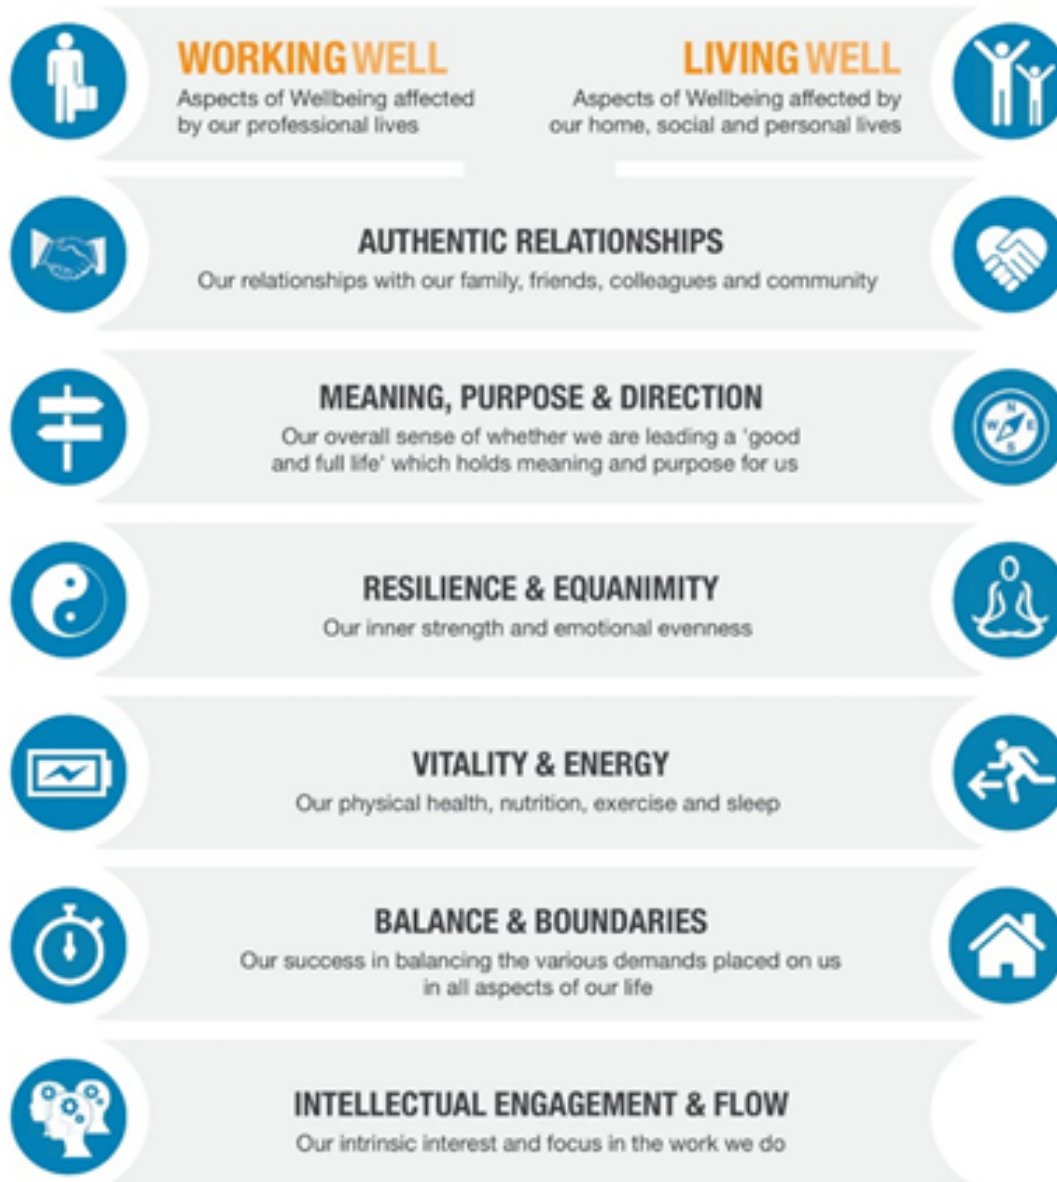 WORKING WELL
Aspects of Wellbeing affected
by our professional lives
LIVING WELL
Aspects of Wellbeing affected by
our home, social and personal lives
AUTHENTIC RELATIONSHIPS
Our relationships with our family, friends, colleagues and community
MEANING, PURPOSE & DIRECTION
Our overall sense of whether we are leading a 'good
and full life' which holds meaning and purpose for us
N
W E
S
RESILIENCE & EQUANIMITY
Our inner strength and emotional evenness
VITALITY & ENERGY
Our physical health, nutrition, exercise and sleep
BALANCE & BOUNDARIES
Our success in balancing the various demands placed on us
in all aspects of our life
INTELLECTUAL ENGAGEMENT & FLOW
Our intrinsic interest and focus in the work we do